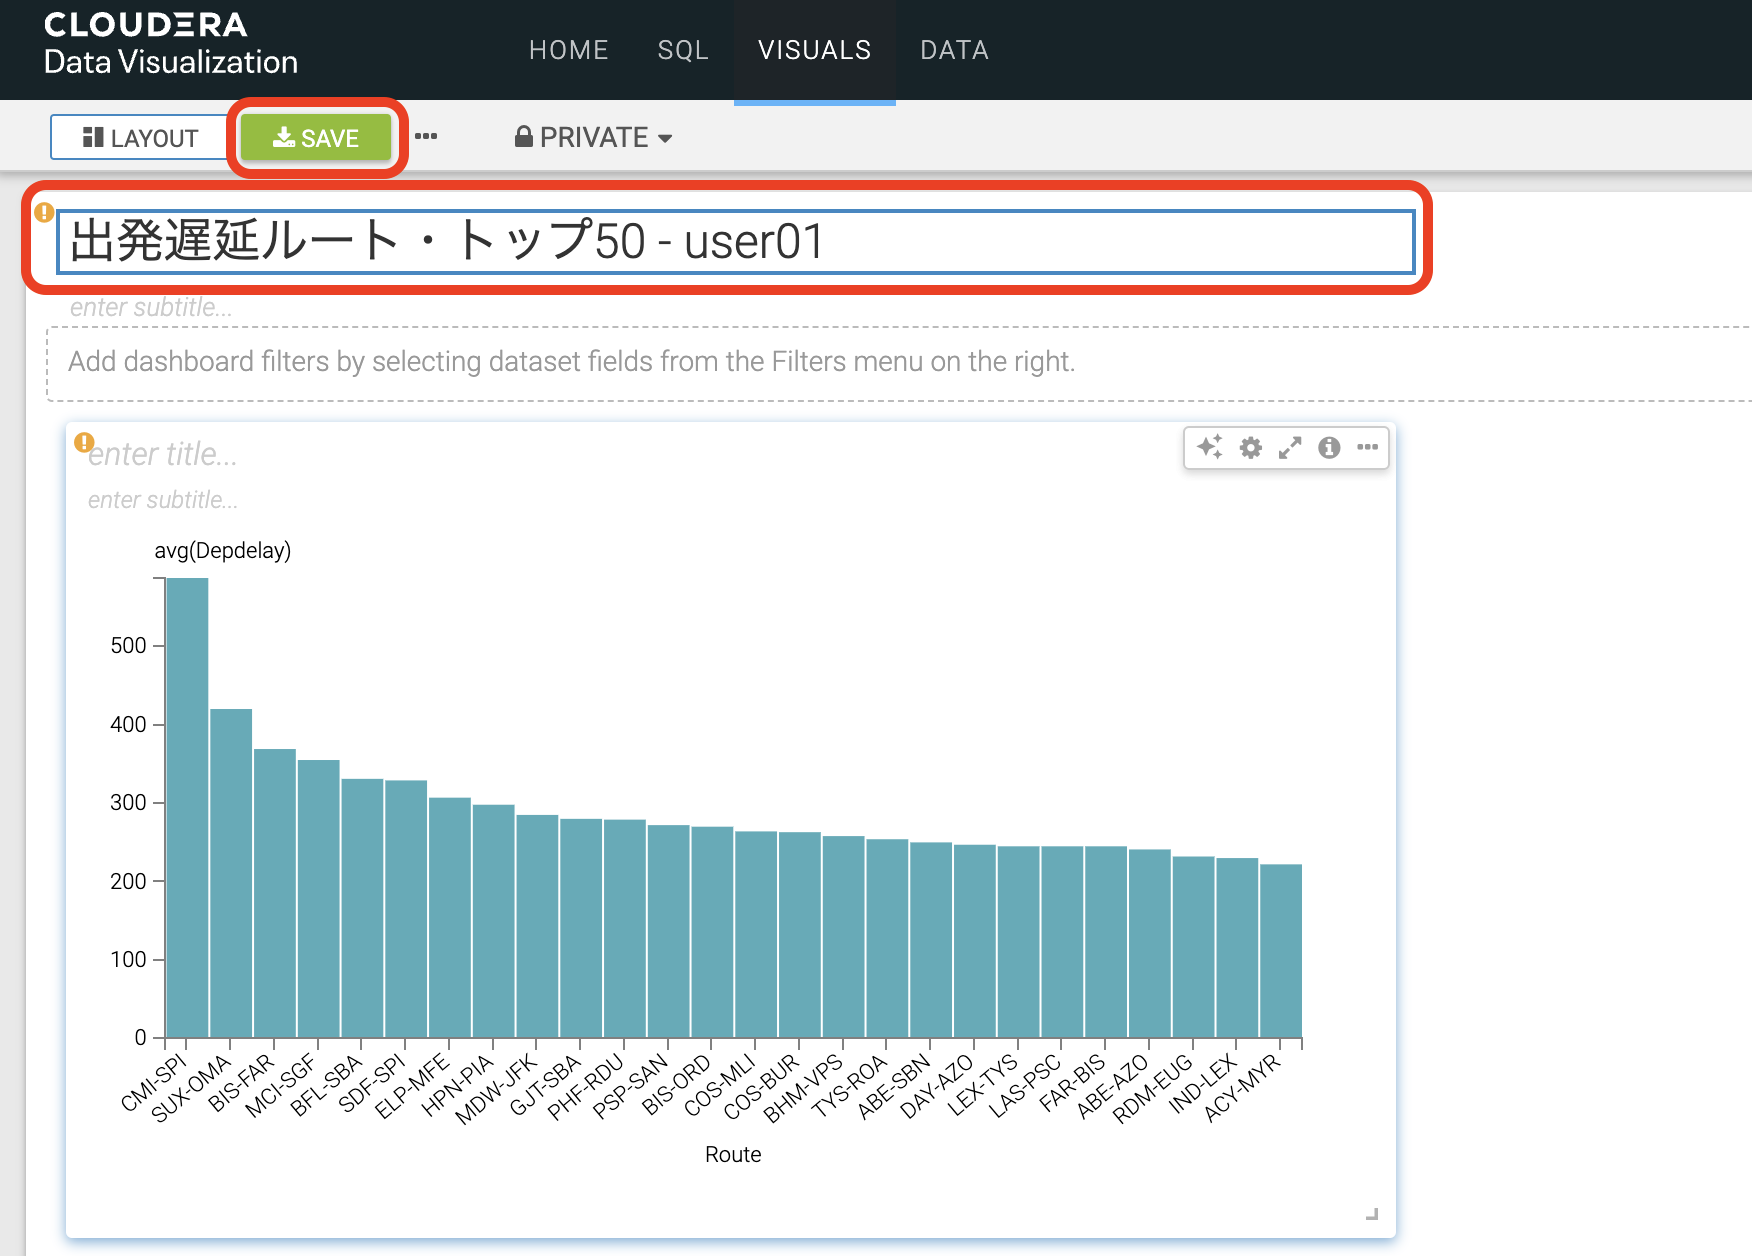 CLOUDERA
Data Visualization
HOME SQL VISUALS DATA
LAYOUT SAVE PRIVATE
出発遅延ルート・トップ50 - user01
enter subtitle...
Add dashboard filters by selecting dataset fields from the Filters menu on the right.
enter title...
enter subtitle...
avg(Depdelay)
500
400
300
200
100
0
CMI-SPI SUX-OMA BIS-FAR MCI-SGF BFL-SBA SDF-SPI ELP-MFE HPN-PIA MDW-JFK GJT-SBA PHF-RDU PSP-SAN BIS-ORD COS-MLI COS-BUR BHM-VPS TYS-ROA ABE-SBN DAY-AZO LEX-TYS LAS-PSC FAR-BIS ABE-AZO RDM-EUG IND-LEX ACY-MYR
Route